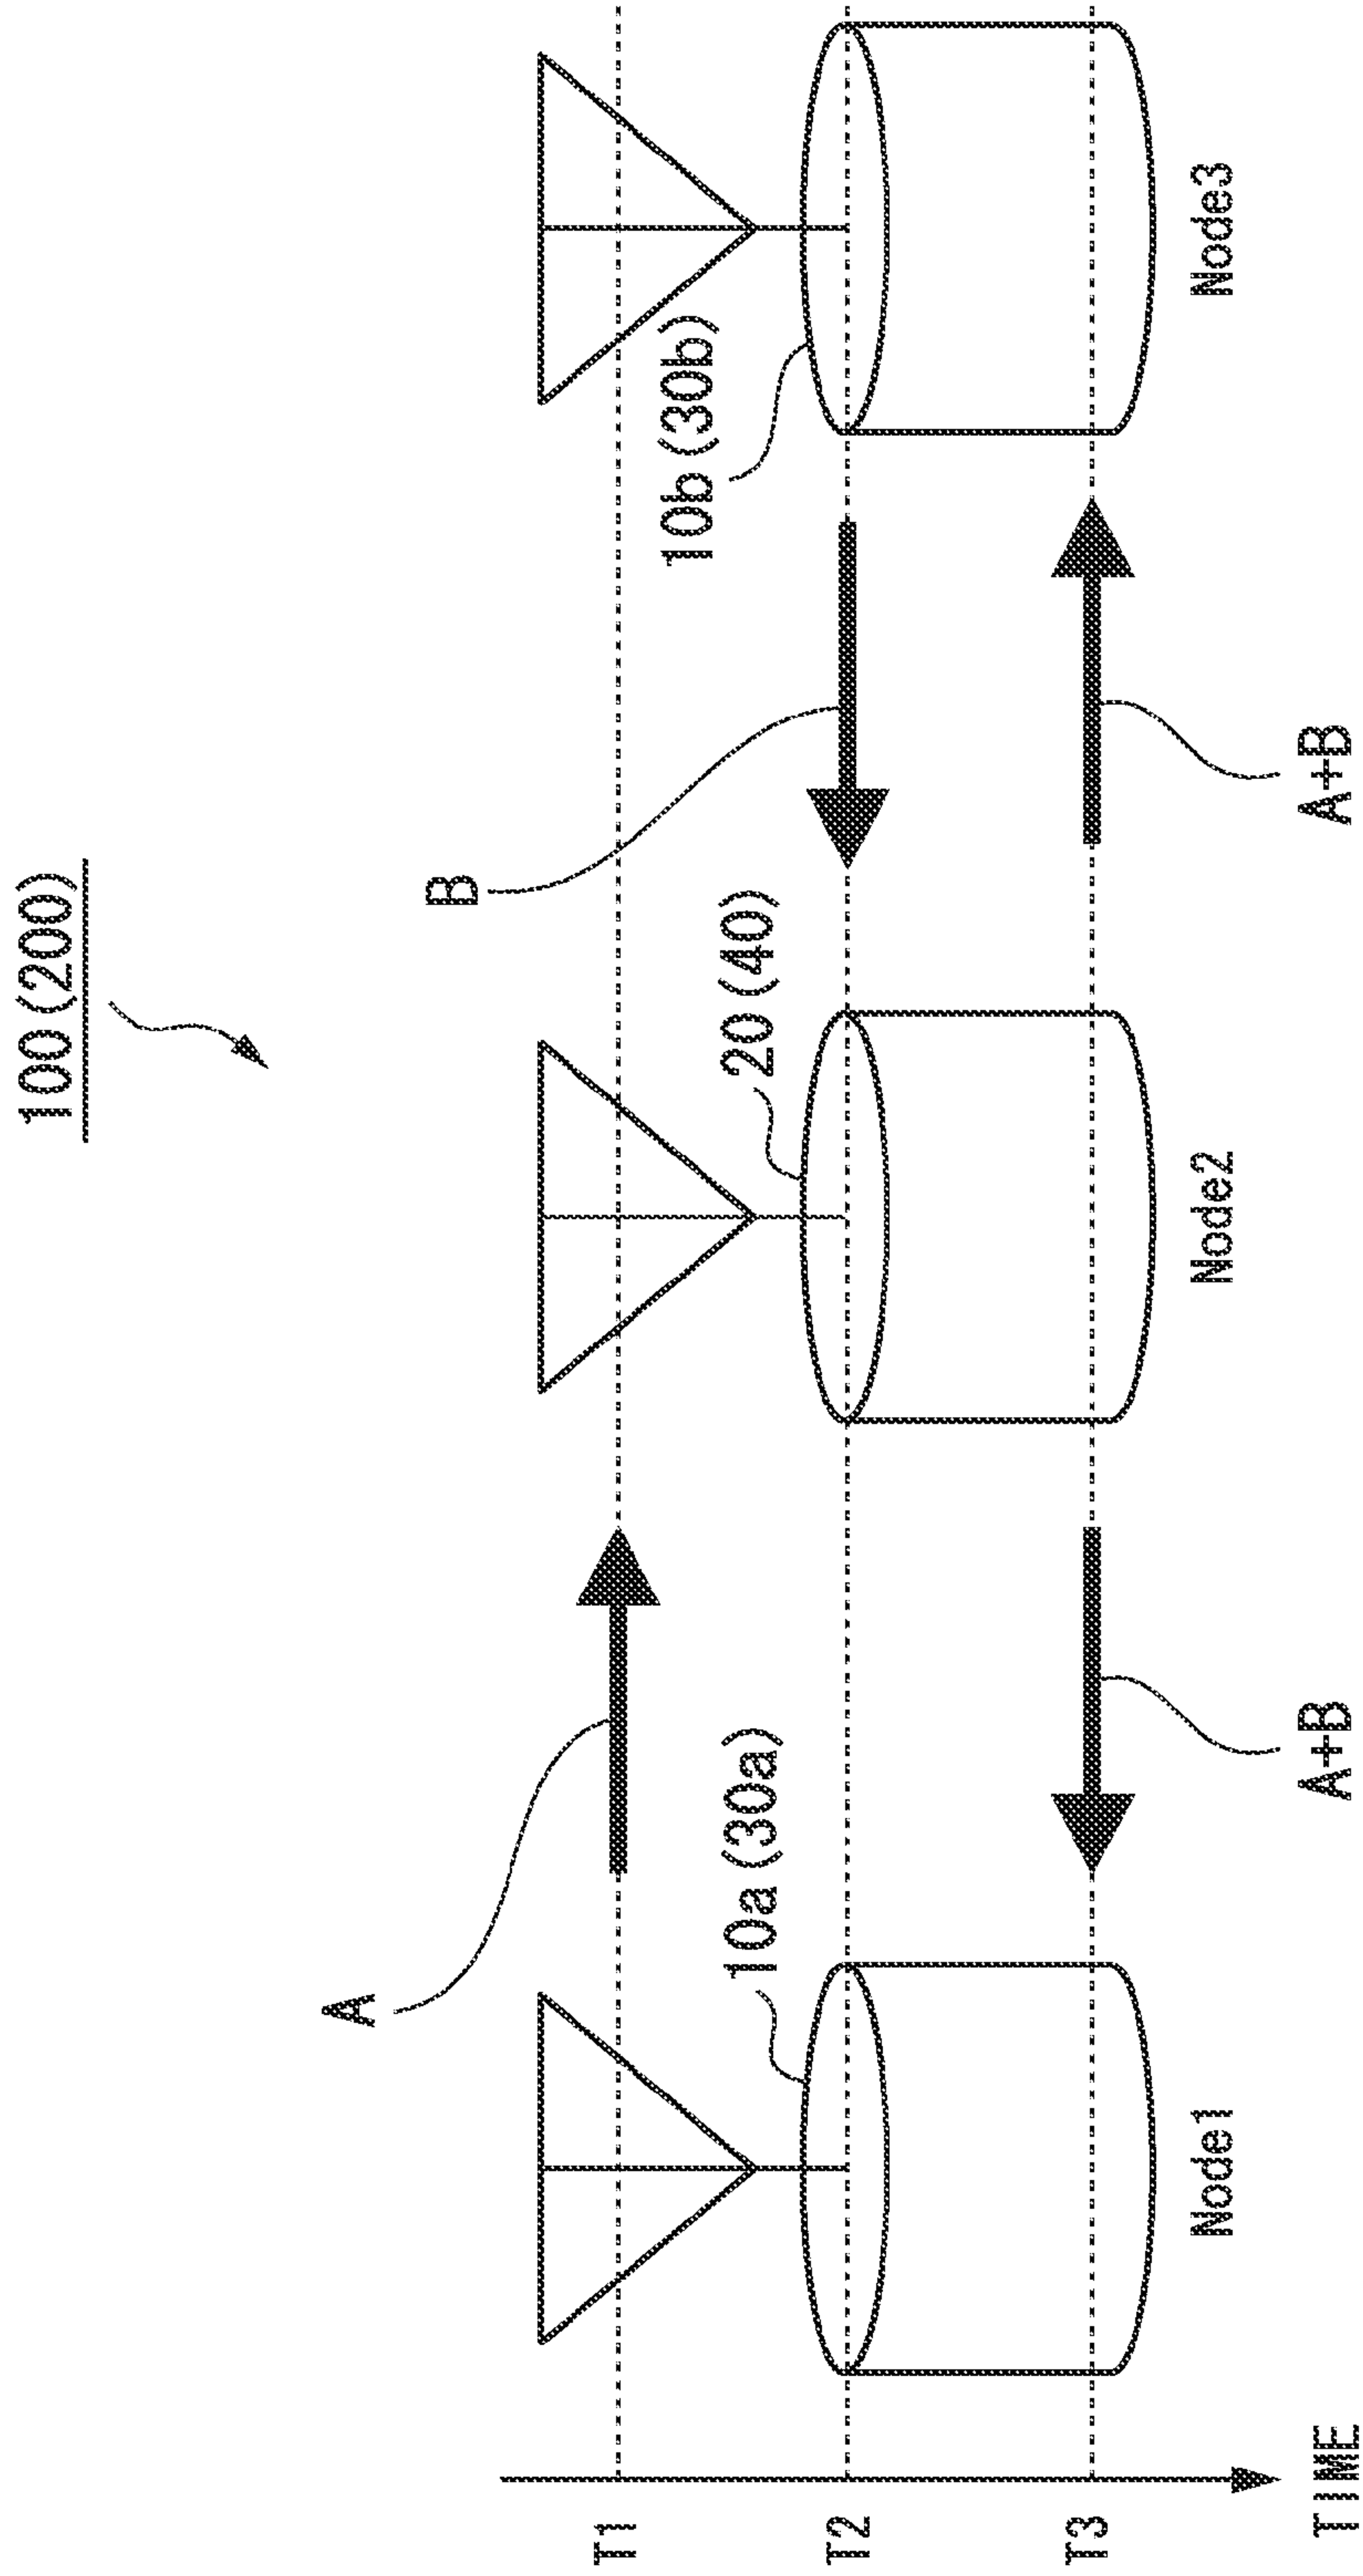 100 (200)
A
B
T1
10a (30a)
20 (40)
10b (30b)
T2
T3
Node1
Node2
Node3
A+B
A+B
TIME